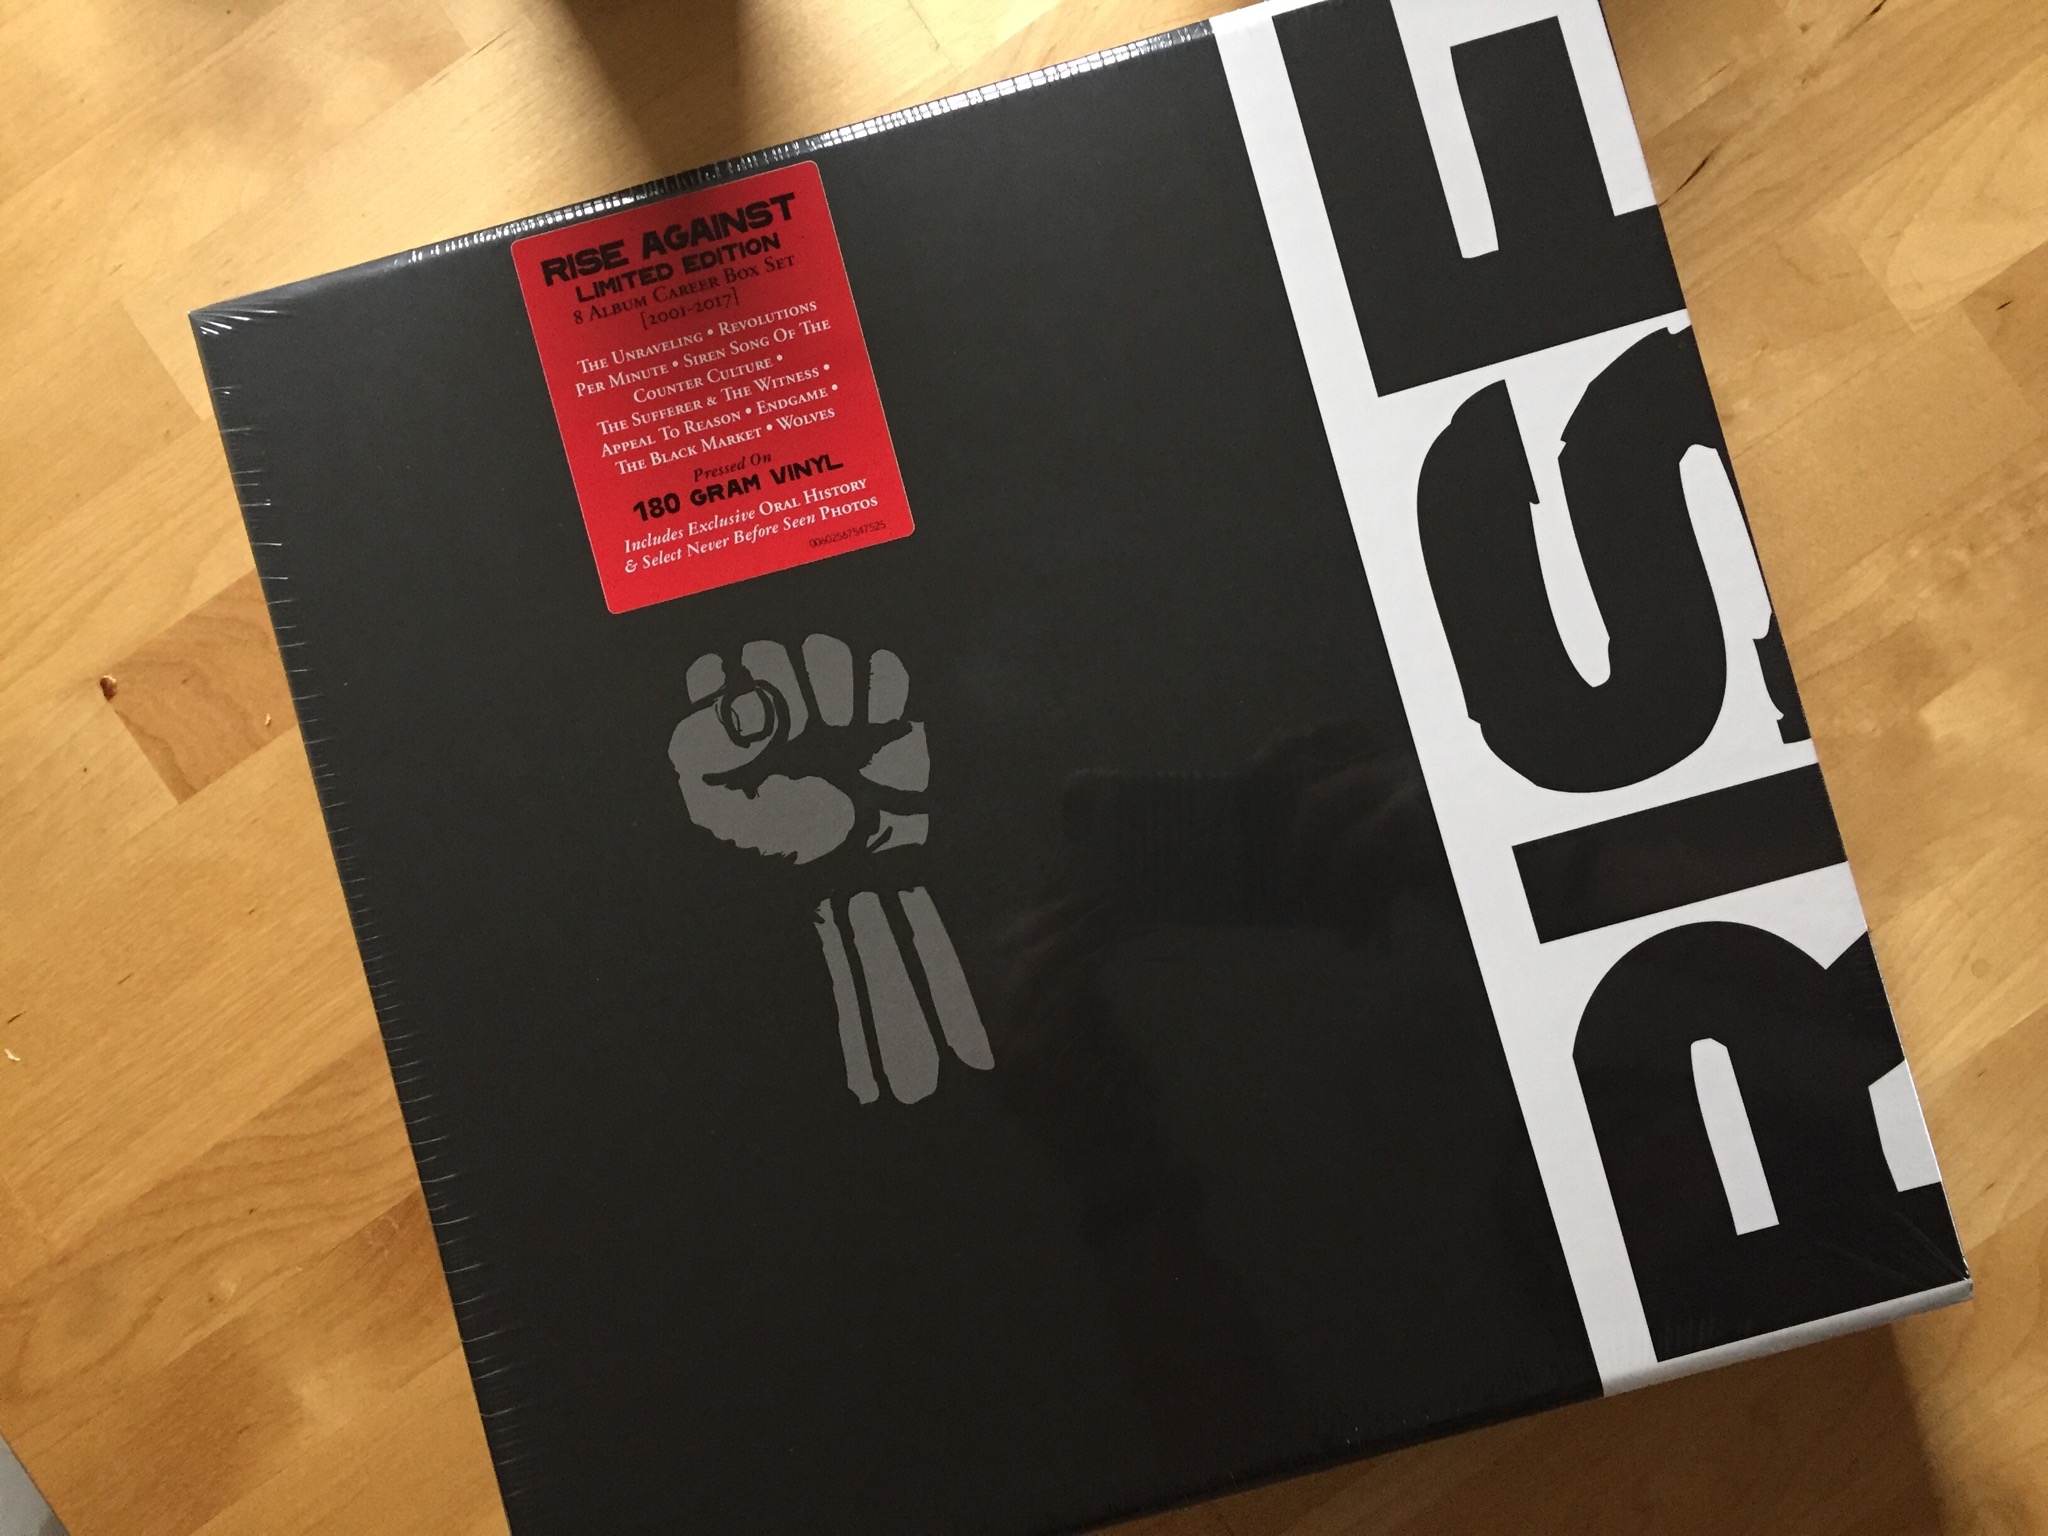 RISE AGAINST
LIMITED EDITION
8 ALBUM CAREER BOX SET
[2001-2017]
THE UNRAVELING • REVOLUTIONS
PER MINUTE • SIREN SONG OF THE
COUNTER CULTURE •
THE SUFFERER & THE WITNESS •
APPEAL TO REASON • ENDGAME •
THE BLACK MARKET • WOLVES
Pressed On
180 GRAM VINYL
Includes Exclusive ORAL HISTORY
& Select Never Before Seen PHOTOS
00602567547525
RISE